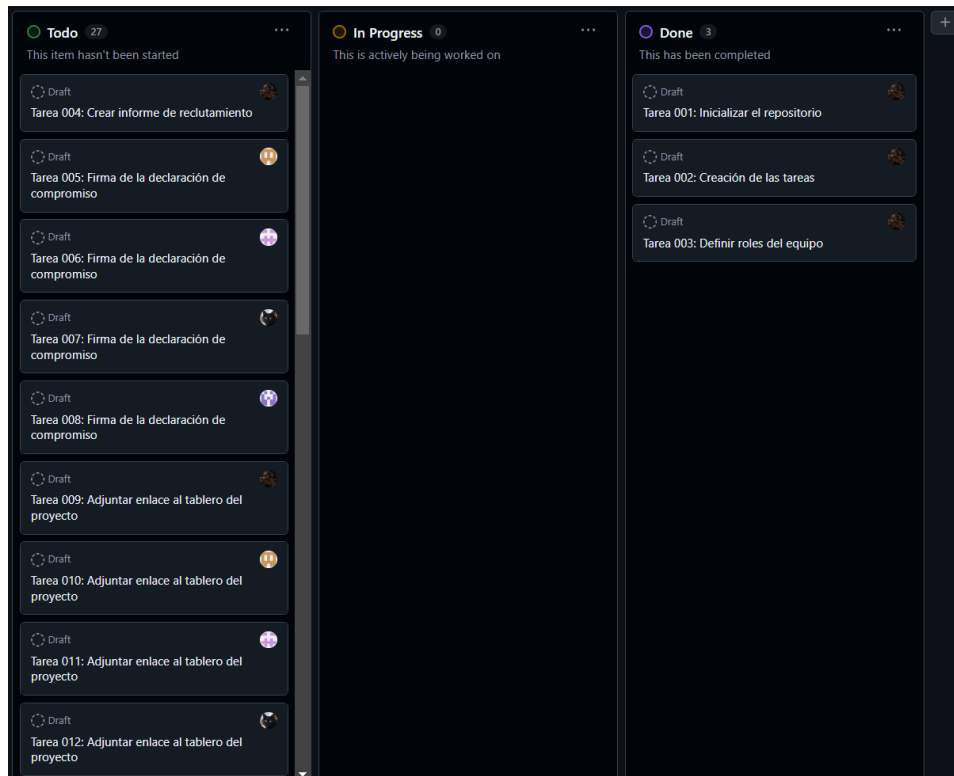 Todo 27
This item hasn't been started
Draft
Tarea 004: Crear informe de reclutamiento
Draft
Tarea 005: Firma de la declaración de
compromiso
Draft
Tarea 006: Firma de la declaración de
compromiso
Draft
Tarea 007: Firma de la declaración de
compromiso
Draft
Tarea 008: Firma de la declaración de
compromiso
Draft
Tarea 009: Adjuntar enlace al tablero del
proyecto
Draft
Tarea 010: Adjuntar enlace al tablero del
proyecto
Draft
Tarea 011: Adjuntar enlace al tablero del
proyecto
Draft
Tarea 012: Adjuntar enlace al tablero del
proyecto
In Progress 0
This is actively being worked on
Done 3
This has been completed
Draft
Tarea 001: Inicializar el repositorio
Draft
Tarea 002: Creación de las tareas
Draft
Tarea 003: Definir roles del equipo